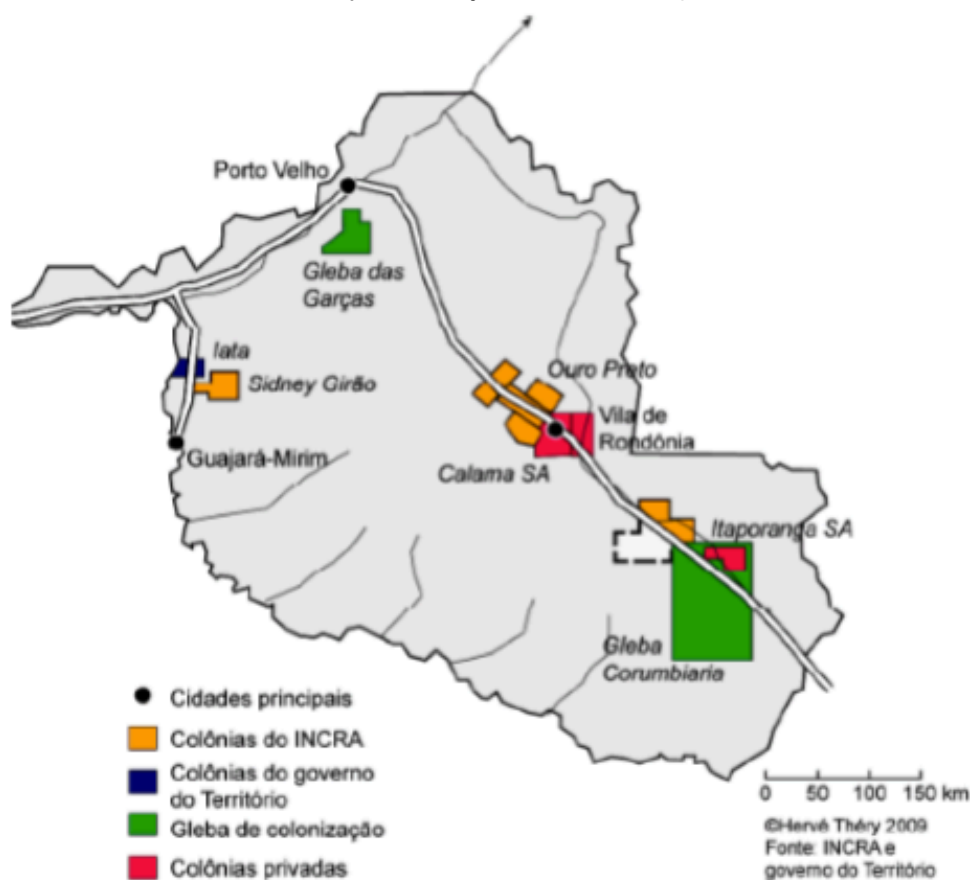 Porto Velho
Gleba das
Garças
Iata
Sidney Girão
Guajará-Mirim
Ouro Preto
Vila de
Rondônia
Calama SA
Itaporanga SA
Gleba
Corumbiaria
Cidades principais
Colônias do INCRA
Colônias do governo
do Território
Gleba de colonização
Colônias privadas
0 50 100 150 km
©Hervé Théry 2009
Fonte: INCRA e
governo do Território